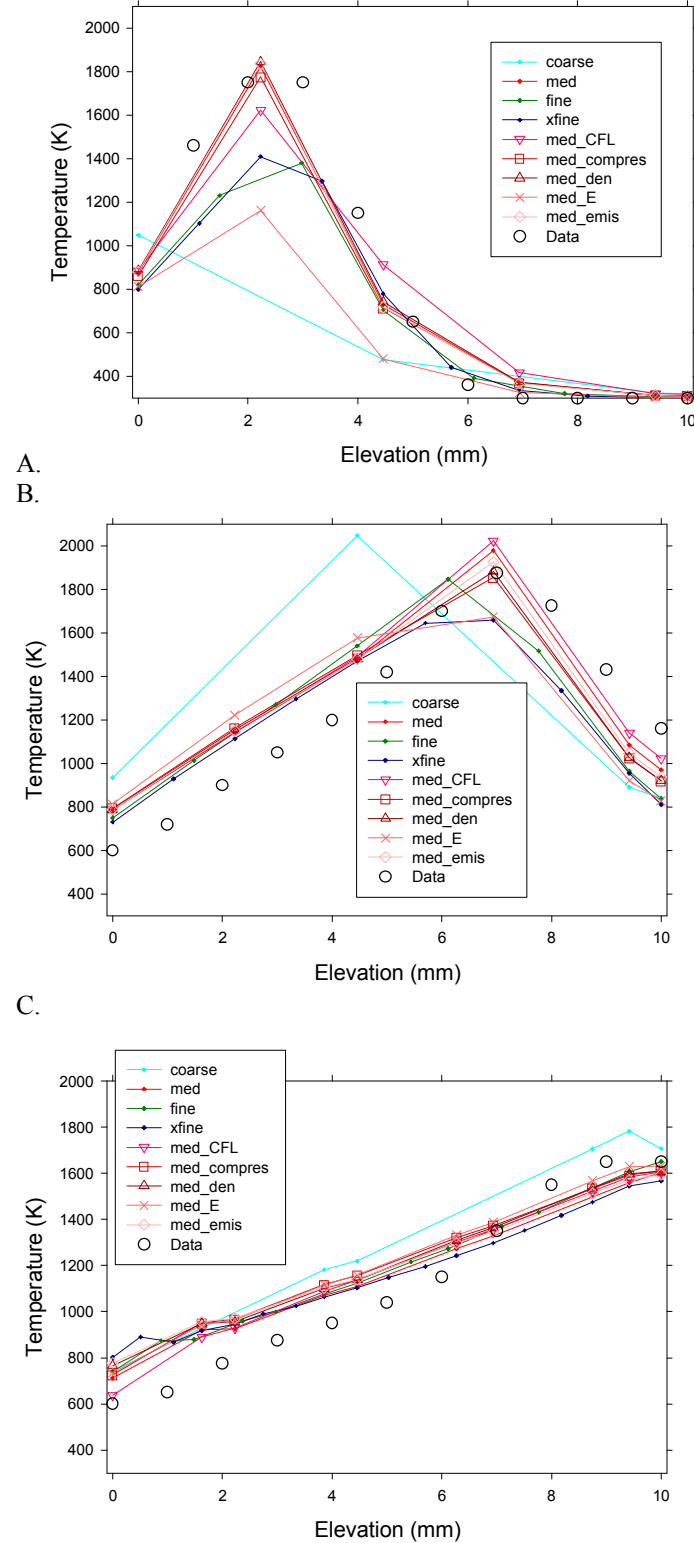 2000
1800
1600
1400
1200
1000
800
600
400
Temperature (K)
coarse
med
fine
xfine
med_CFL
med_compres
med_den
med_E
med_emis
Data
0 2 4 6 8 10
Elevation (mm)
A.
B.
2000
1800
1600
1400
1200
1000
800
600
400
Temperature (K)
coarse
med
fine
xfine
med_CFL
med_compres
med_den
med_E
med_emis
Data
0 2 4 6 8 10
Elevation (mm)
C.
coarse
med
fine
xfine
med_CFL
med_compres
med_den
med_E
med_emis
Data
2000
1800
1600
1400
1200
1000
800
600
400
Temperature (K)
0 2 4 6 8 10
Elevation (mm)